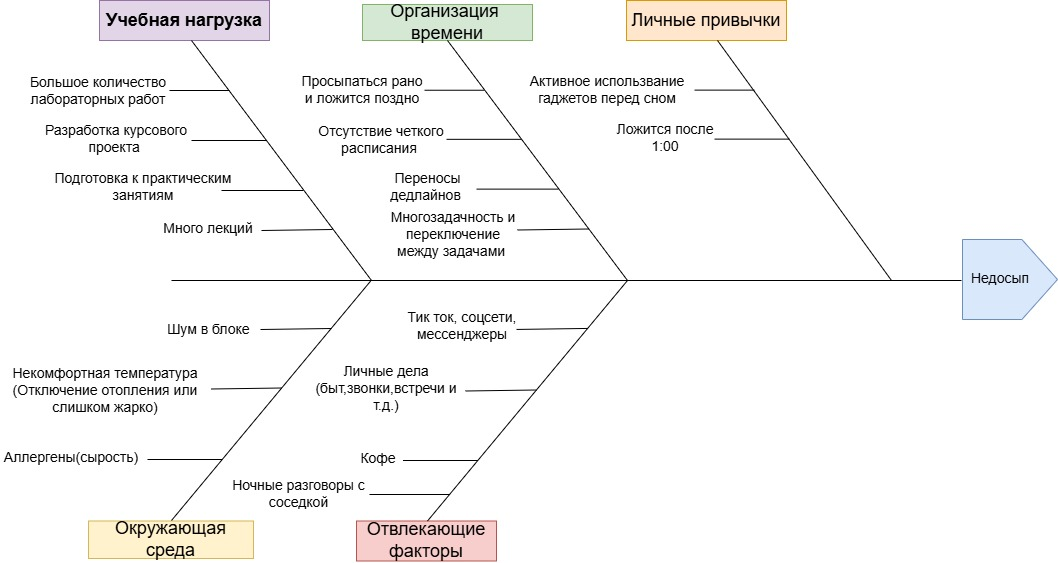 Учебная нагрузка
Организация
времени
Личные привычки
Большое количество
лабораторных работ
Разработка курсового
проекта
Подготовка к практическим
занятиям
Много лекций
Просыпаться рано
и ложится поздно
Отсутствие четкого
расписания
Переносы
дедлайнов
Многозадачность и
переключение
между задачами
Активное использвание
гаджетов перед сном
Ложится после
1:00
Недосып
Шум в блоке
Некомфортная температура
(Отключение отопления или
слишком жарко)
Аллергены(сырость)
Тик ток, соцсети,
мессенджеры
Личные дела
(быт,звонки,встречи и
т.д.)
Кофе
Ночные разговоры с
соседкой
Окружающая
среда
Отвлекающие
факторы